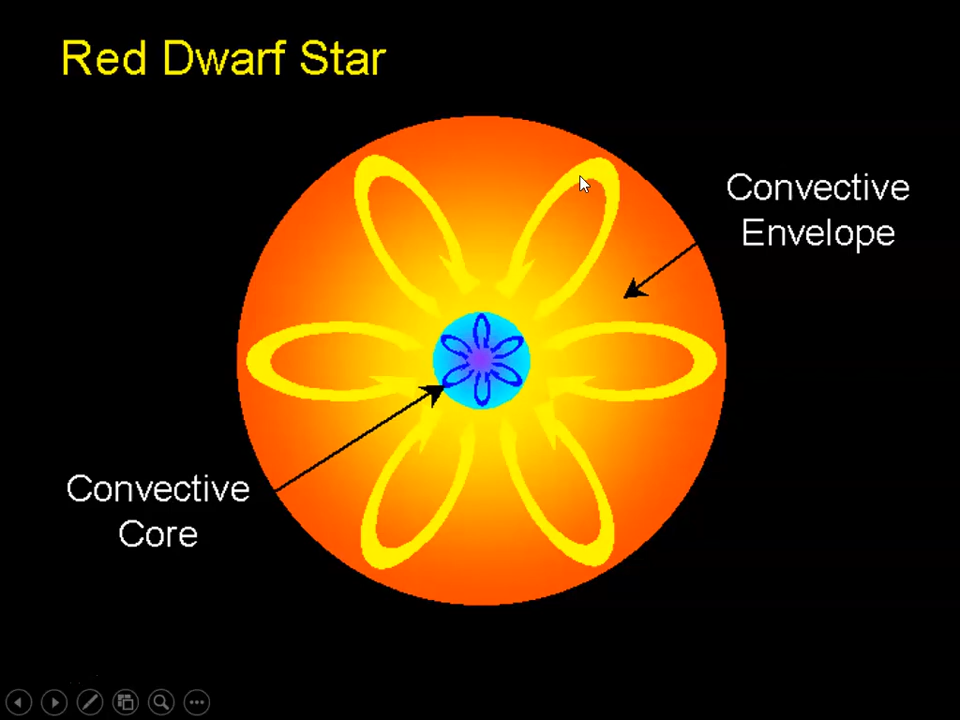 Red Dwarf Star
Convective
Envelope
Convective
Core